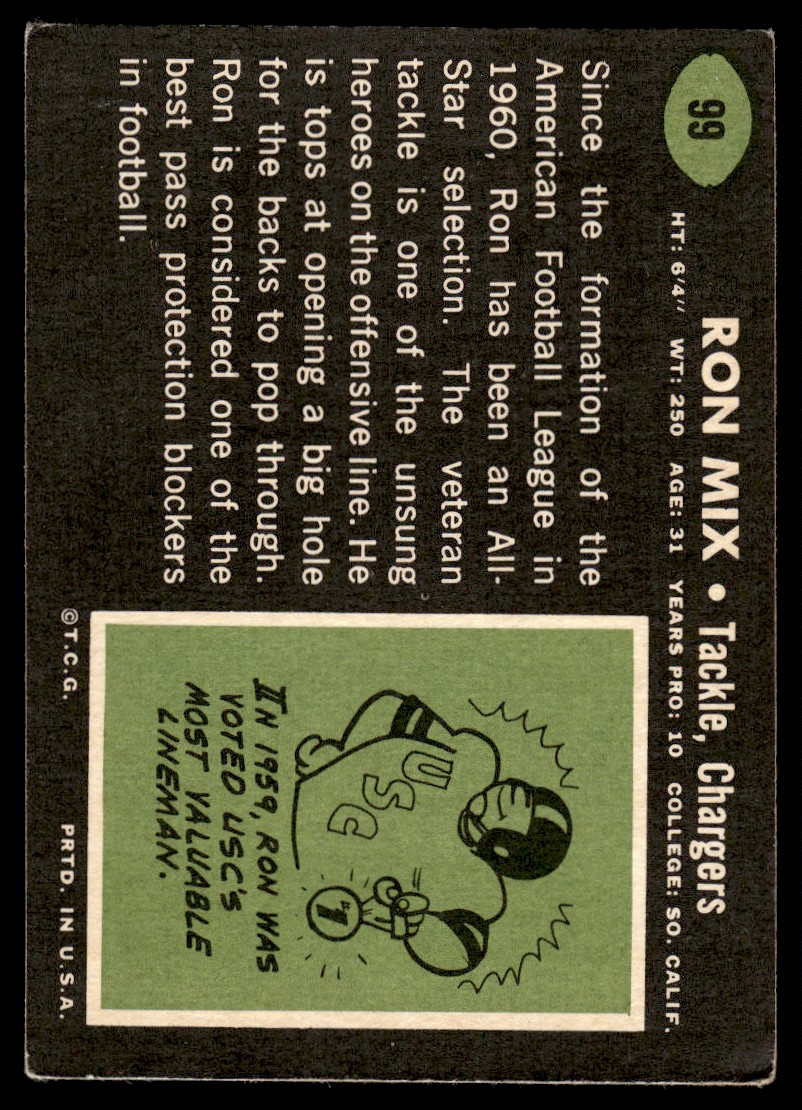 99
RON MIX • Tackle, Chargers
HT: 6'4" WT: 250 AGE: 31 YEARS PRO: 10 COLLEGE: SO. CALIF.
Since the formation of the
American Football League in
1960, Ron has been an All-
Star selection. The veteran
tackle is one of the unsung
heroes on the offensive line. He
is tops at opening a big hole
for the backs to pop through.
Ron is considered one of the
best pass protection blockers
in football.
USC
"1"
IN 1959, RON WAS
VOTED USC'S
MOST VALUABLE
LINEMAN.
©T.C.G. PRTD. IN U.S.A.